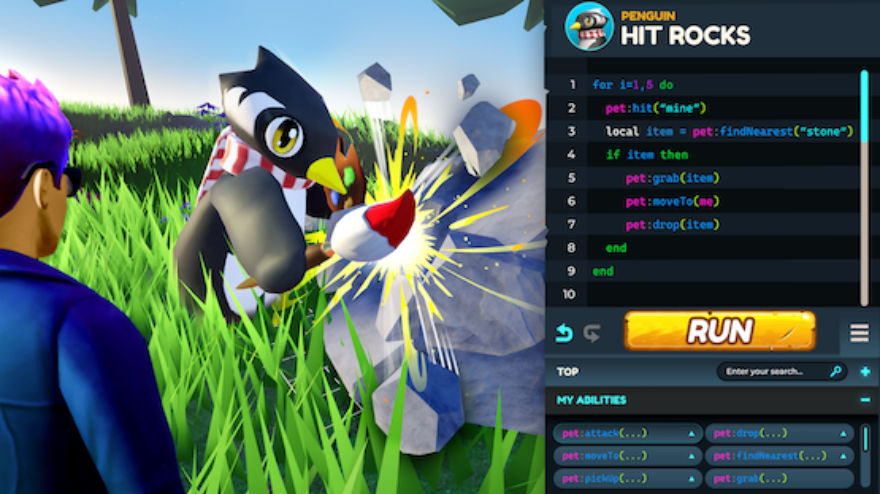 PENGUIN
HIT ROCKS
1 for i=1,5 do
2 pet:hit("mine")
3 local item = pet:findNearest("stone")
4 if item then
5 pet:grab(item)
6 pet:moveTo(me)
7 pet:drop(item)
8 end
9 end
10
RUN
TOP Enter your search...
MY ABILITIES
pet:attack(...) pet:drop(...)
pet:moveTo(...) pet:findNearest(...)
pet:pickUp(...) pet:grab(...)